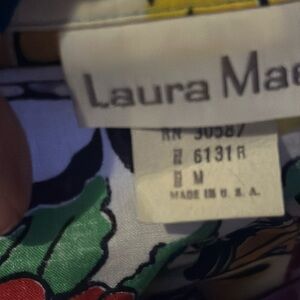 Laura Mae
RN 30587
6131R
M
MADE IN U.S.A.